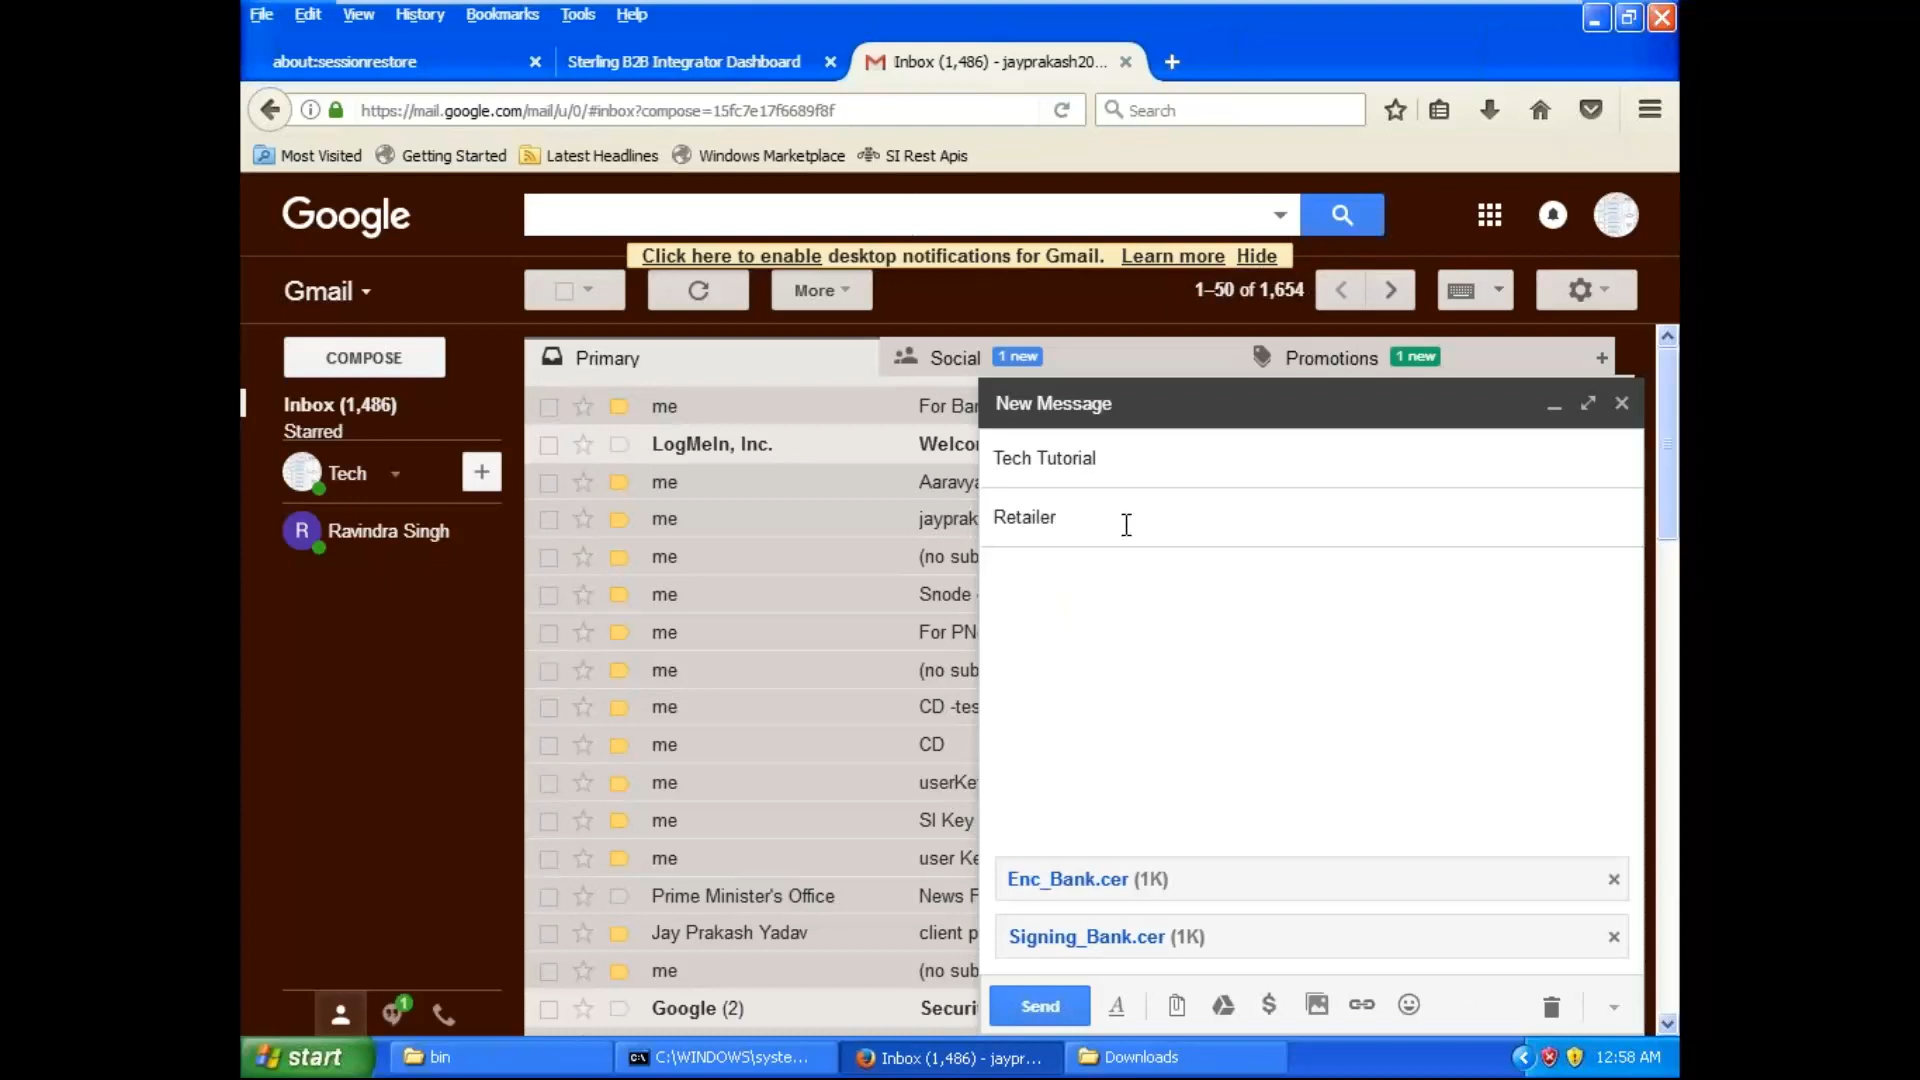 File Edit View History Bookmarks Tools Help
about:sessionrestore Sterling B2B Integrator Dashboard Inbox (1,486) - jayprakash20...
https://mail.google.com/mail/u/0/#inbox?compose=15fc7e17f6689f8f Search
Most Visited Getting Started Latest Headlines Windows Marketplace SI Rest Apis
Google
Click here to enable desktop notifications for Gmail. Learn more Hide
Gmail More 1–50 of 1,654
COMPOSE
Inbox (1,486)
Starred
Tech
R Ravindra Singh
1
Primary Social 1 new Promotions 1 new
me For Bar
LogMeIn, Inc. Welcor
me Aaravya
me jayprak
me (no sub
me Snode -
me For PN
me (no sub
me CD -tes
me CD
me userKe
me SI Key
me user Ke
Prime Minister's Office News F
Jay Prakash Yadav client p
me (no sub
Google (2) Securi
New Message
Tech Tutorial
Retailer
Enc_Bank.cer (1K)
Signing_Bank.cer (1K)
Send A $
start bin C:\WINDOWS\syste... Inbox (1,486) - jaypr... Downloads 12:58 AM